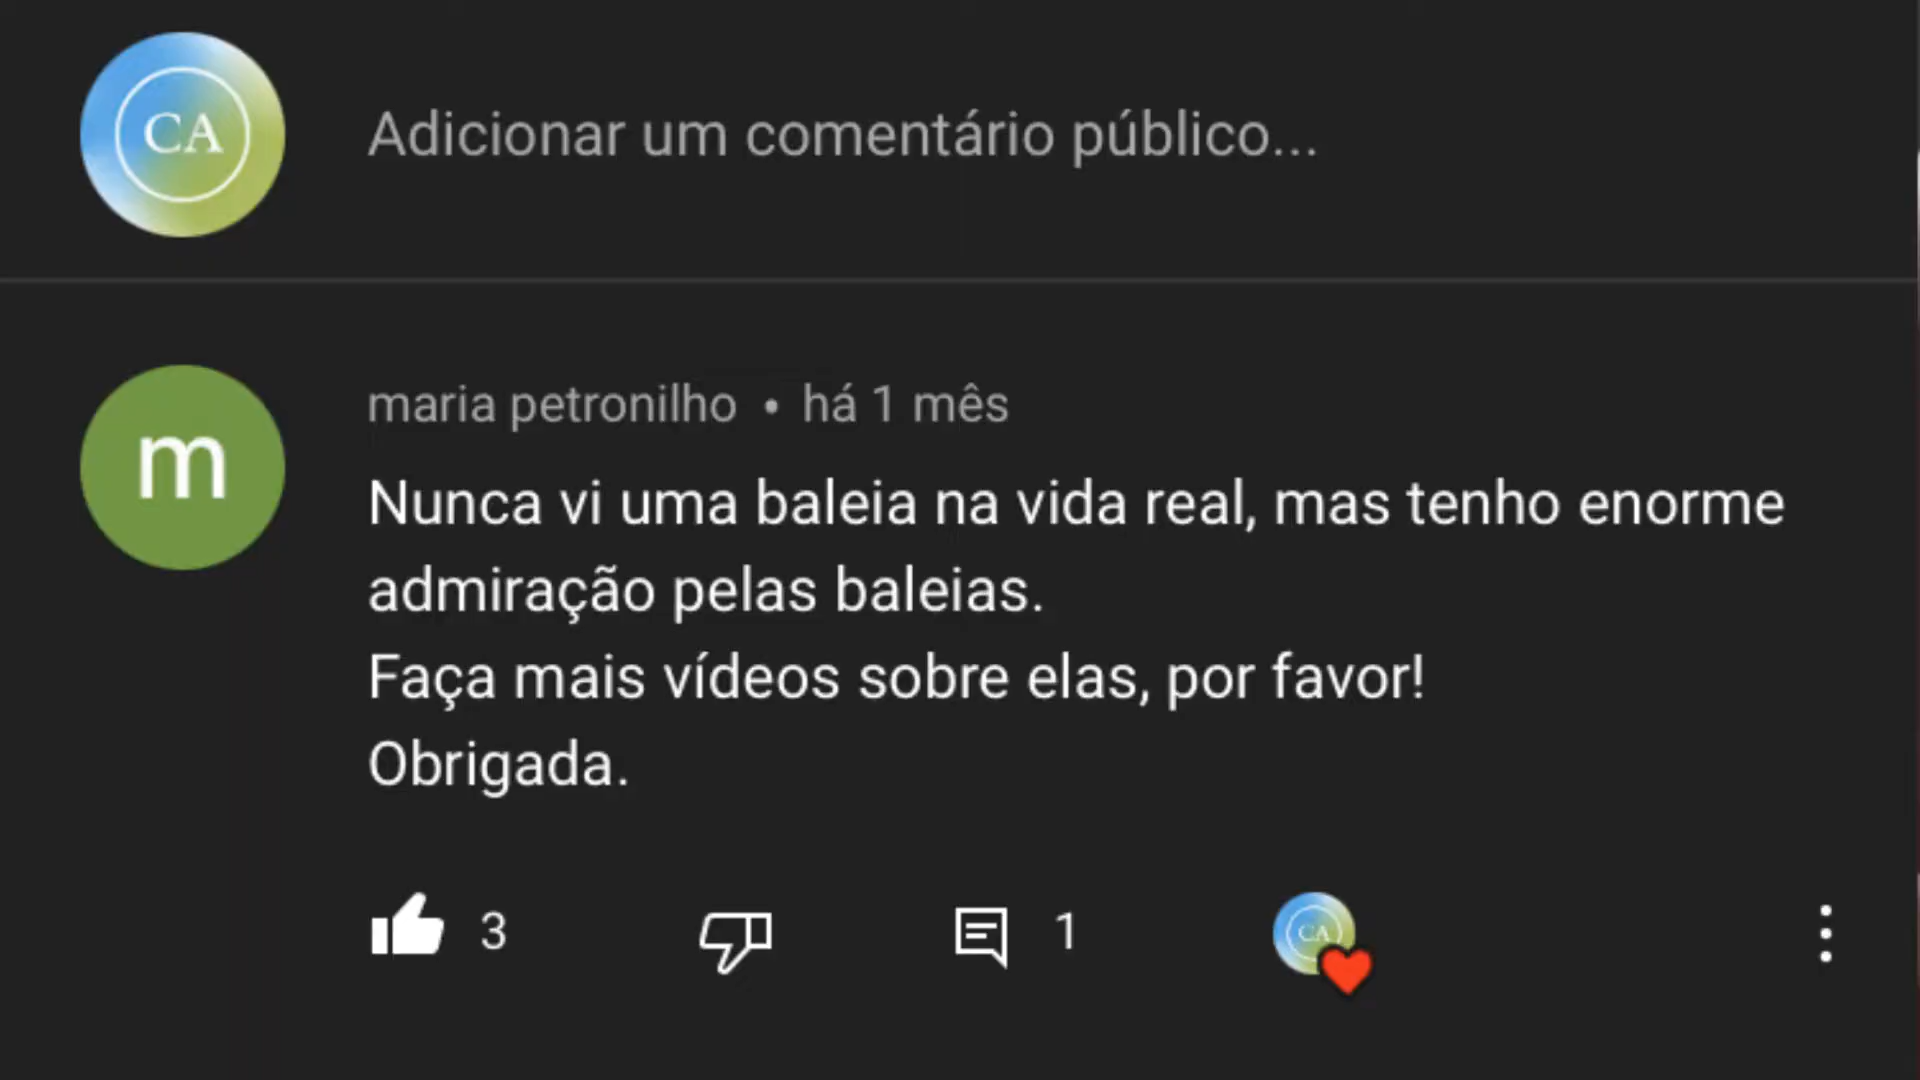 CA
Adicionar um comentário público...
m
maria petronilho • há 1 mês
Nunca vi uma baleia na vida real, mas tenho enorme
admiração pelas baleias.
Faça mais vídeos sobre elas, por favor!
Obrigada.
3
1
CA